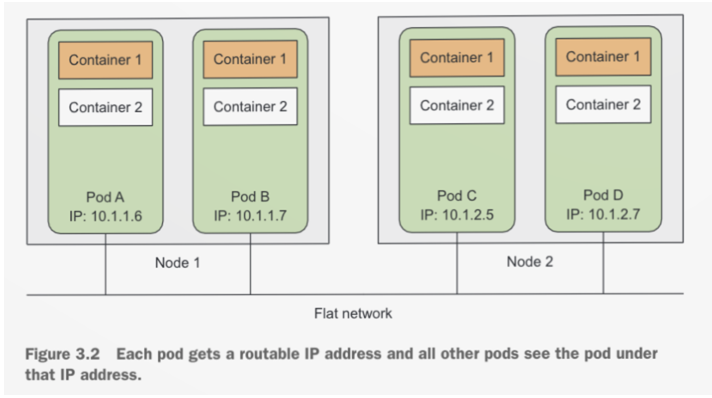 Container 1
Container 2
Pod A
IP: 10.1.1.6
Container 1
Container 2
Pod B
IP: 10.1.1.7
Container 1
Container 2
Pod C
IP: 10.1.2.5
Container 1
Container 2
Pod D
IP: 10.1.2.7
Node 1
Node 2
Flat network
Figure 3.2 Each pod gets a routable IP address and all other pods see the pod under
that IP address.